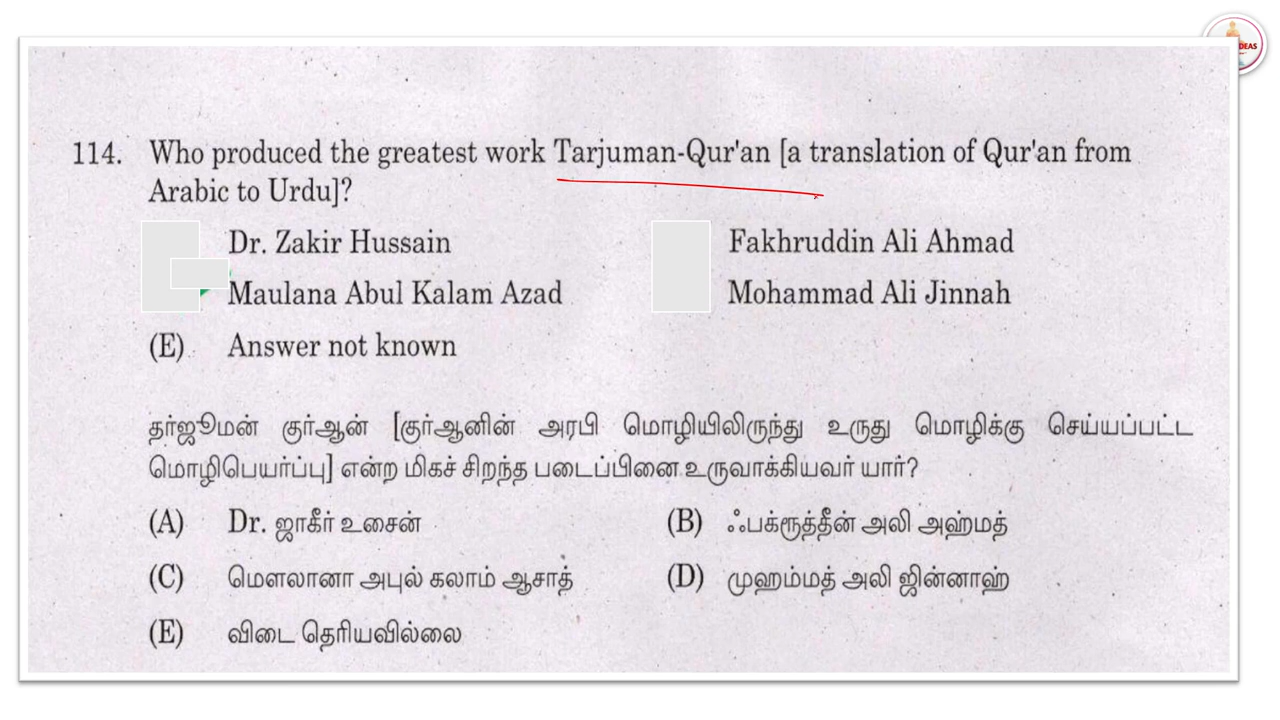 DEAS
114. Who produced the greatest work Tarjuman-Qur'an [a translation of Qur'an from
Arabic to Urdu]?
Dr. Zakir Hussain Fakhruddin Ali Ahmad
Maulana Abul Kalam Azad Mohammad Ali Jinnah
(E) Answer not known
தர்ஜூமன் குர்ஆன் [குர்ஆனின் அரபி மொழியிலிருந்து உருது மொழிக்கு செய்யப்பட்ட
மொழிபெயர்ப்பு] என்ற மிகச் சிறந்த படைப்பினை உருவாக்கியவர் யார்?
(A) Dr. ஜாகீர் உசைன் (B) ஃபக்ரூத்தீன் அலி அஹ்மத்
(C) மௌலானா அபுல் கலாம் ஆசாத் (D) முஹம்மத் அலி ஜின்னாஹ்
(E) விடை தெரியவில்லை